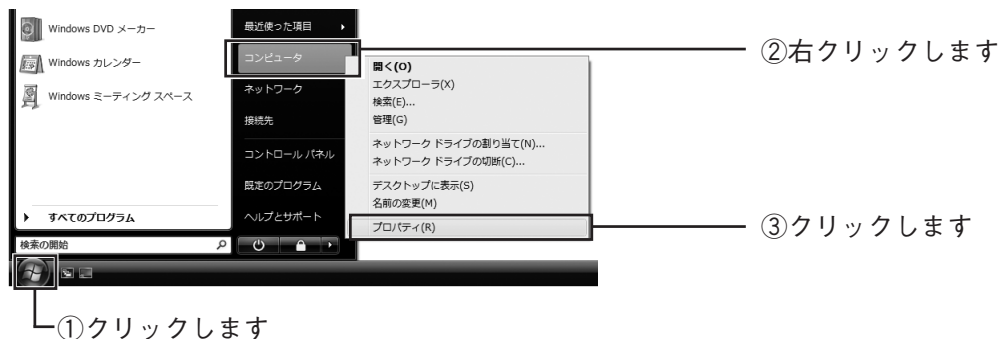 Windows DVD メーカー
Windows カレンダー
Windows ミーティング スペース
すべてのプログラム
検索の開始
最近使った項目
コンピュータ
ネットワーク
接続先
コントロール パネル
既定のプログラム
ヘルプとサポート
開く(O)
エクスプローラ(X)
検索(E)...
管理(G)
ネットワーク ドライブの割り当て(N)...
ネットワーク ドライブの切断(C)...
デスクトップに表示(S)
名前の変更(M)
プロパティ(R)
②右クリックします
③クリックします
①クリックします